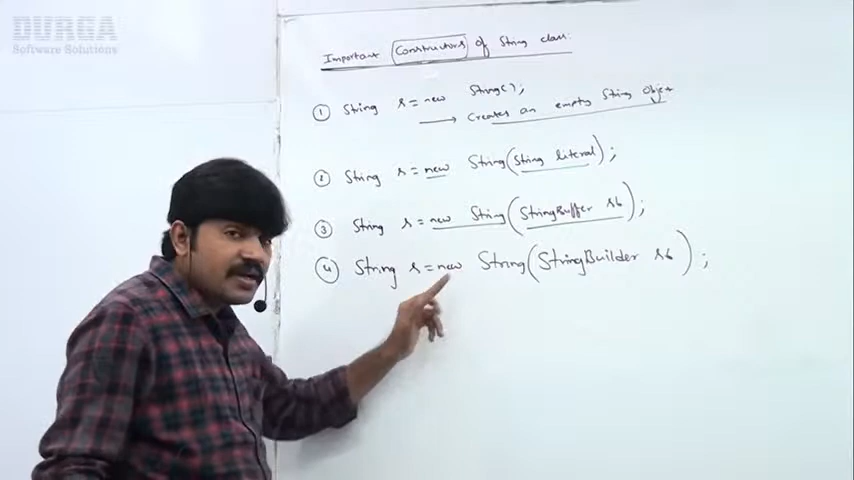 DURGA
Software Solutions
Important Constructors of String class:
① String s = new String();
→ Creates an empty String Object
② String s = new String(String literal);
③ String s = new String(StringBuffer sb);
④ String s = new String(StringBuilder sb);